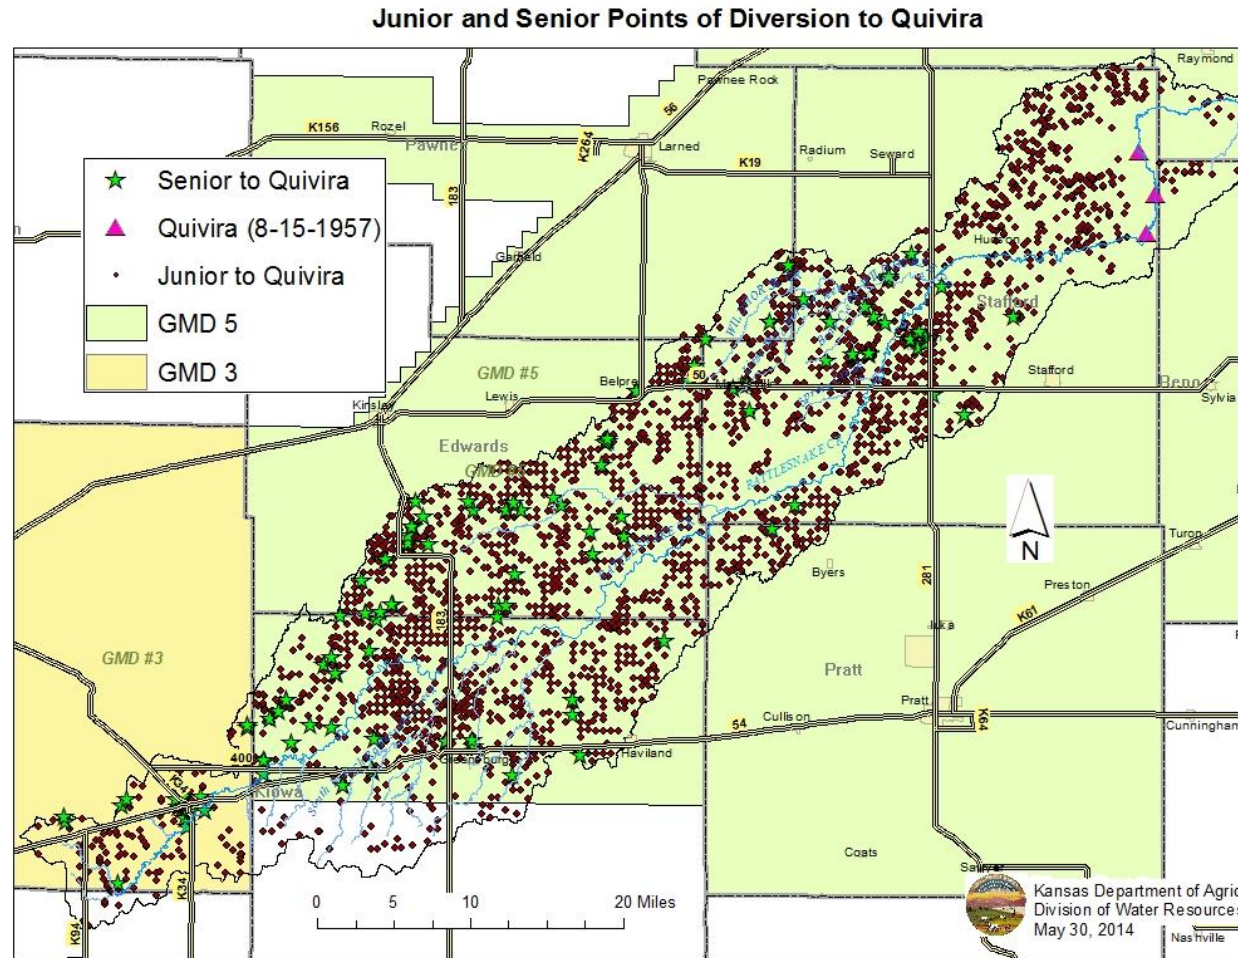 Junior and Senior Points of Diversion to Quivira
Raymond
Pawnee Rock
56
K156
Rozel
K264
Larned
Pawnee
K19
Radium
Seward
183
Senior to Quivira
Quivira (8-15-1957)
Junior to Quivira
GMD 5
GMD 3
Garfield
Hudson
Stafford
GMD #5
Belpre
50
Stafford
Reno
Sylvia
Lewis
Kinsley
Edwards
RATTLESNAKE CK
N
Turon
Byers
281
Preston
K61
183
Iuka
GMD #3
Pratt
Pratt
K64
Cullison
54
Cunningham
Haviland
400
Greensburg
K34
Kiowa
Coats
Sawyer
0 5 10 20 Miles
K34
K94
Kansas Department of Agric
Division of Water Resources
May 30, 2014
Nashville